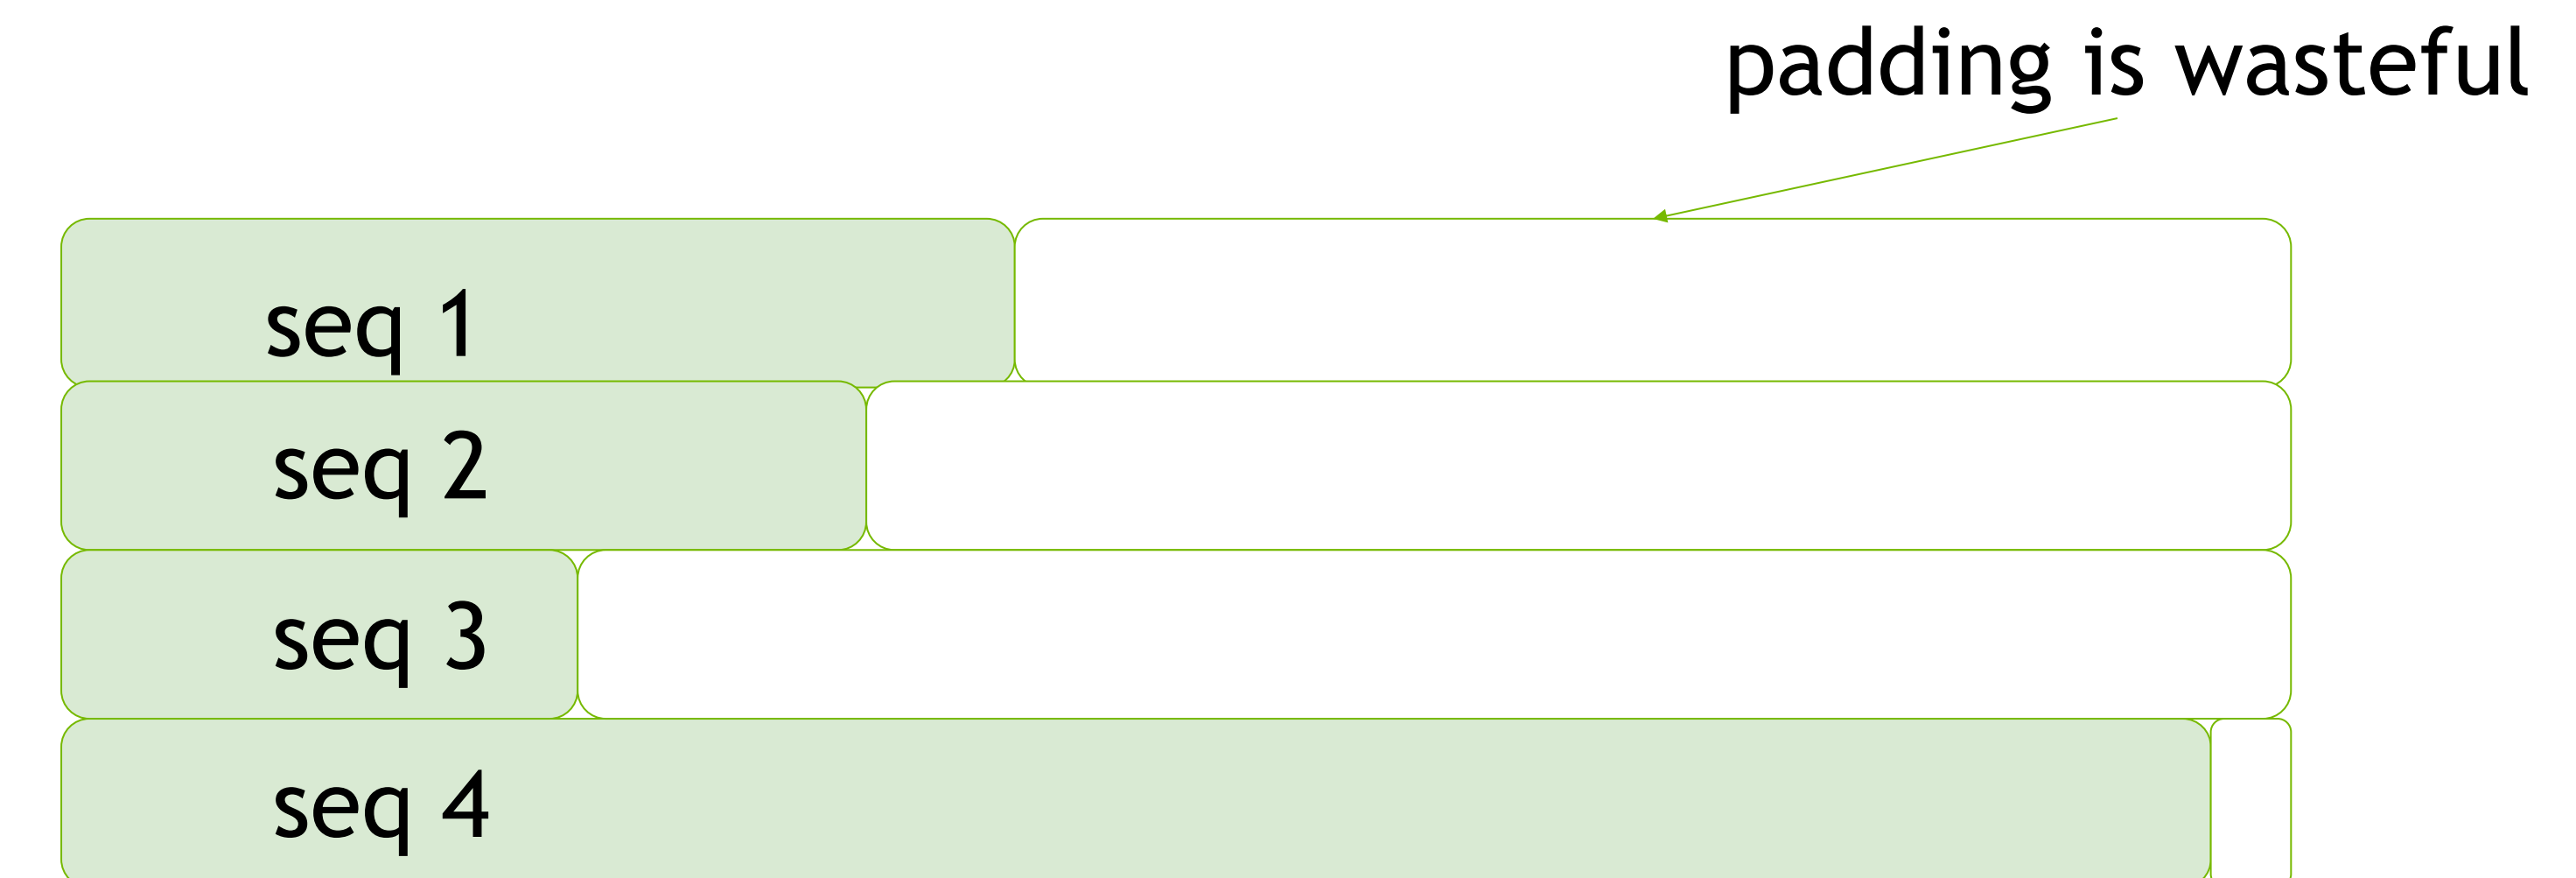 padding is wasteful
seq 1
seq 2
seq 3
seq 4